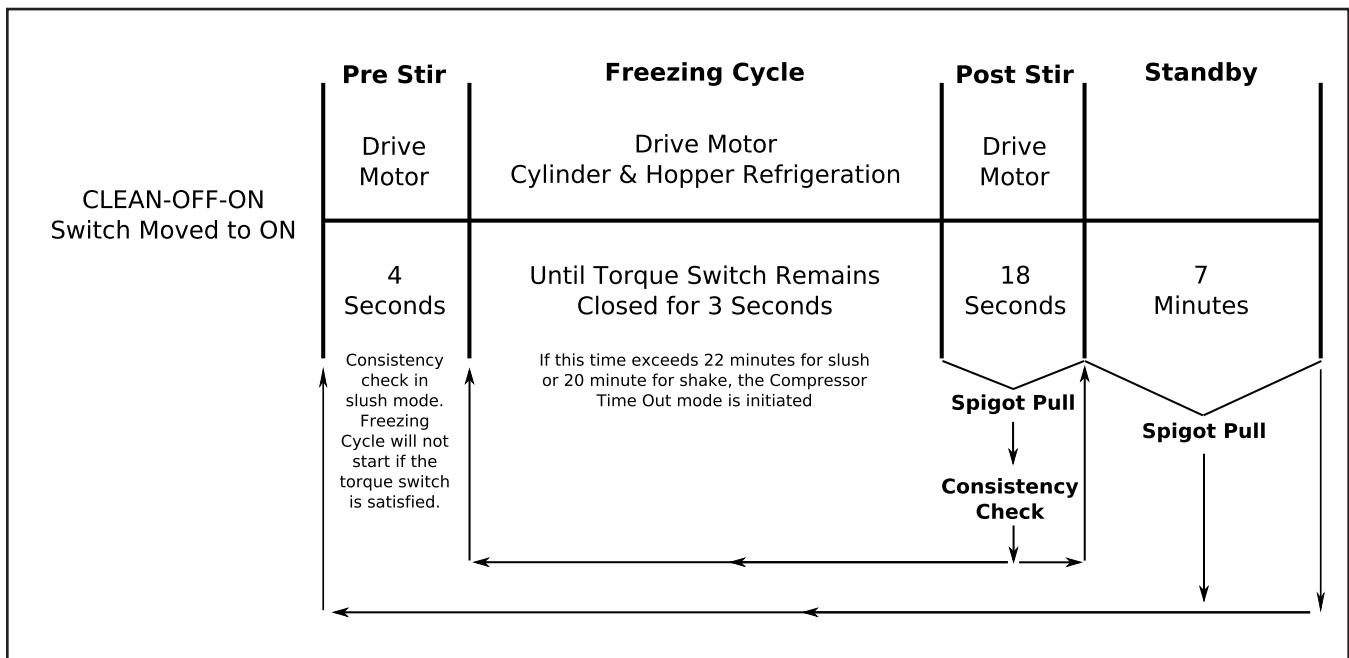 Pre Stir
Freezing Cycle
Post Stir
Standby
Drive
Motor
Drive Motor
Cylinder & Hopper Refrigeration
Drive
Motor
CLEAN-OFF-ON
Switch Moved to ON
4
Seconds
Until Torque Switch Remains
Closed for 3 Seconds
18
Seconds
7
Minutes
Consistency
check in
slush mode.
Freezing
Cycle will not
start if the
torque switch
is satisfied.
If this time exceeds 22 minutes for slush
or 20 minute for shake, the Compressor
Time Out mode is initiated
Spigot Pull
Consistency
Check
Spigot Pull